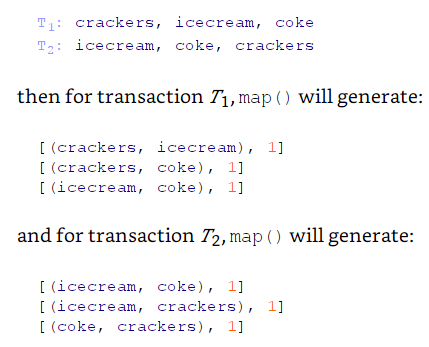 T1: crackers, icecream, coke
T2: icecream, coke, crackers
then for transaction T1, map() will generate:
[(crackers, icecream), 1]
[(crackers, coke), 1]
[(icecream, coke), 1]
and for transaction T2, map() will generate:
[(icecream, coke), 1]
[(icecream, crackers), 1]
[(coke, crackers), 1]